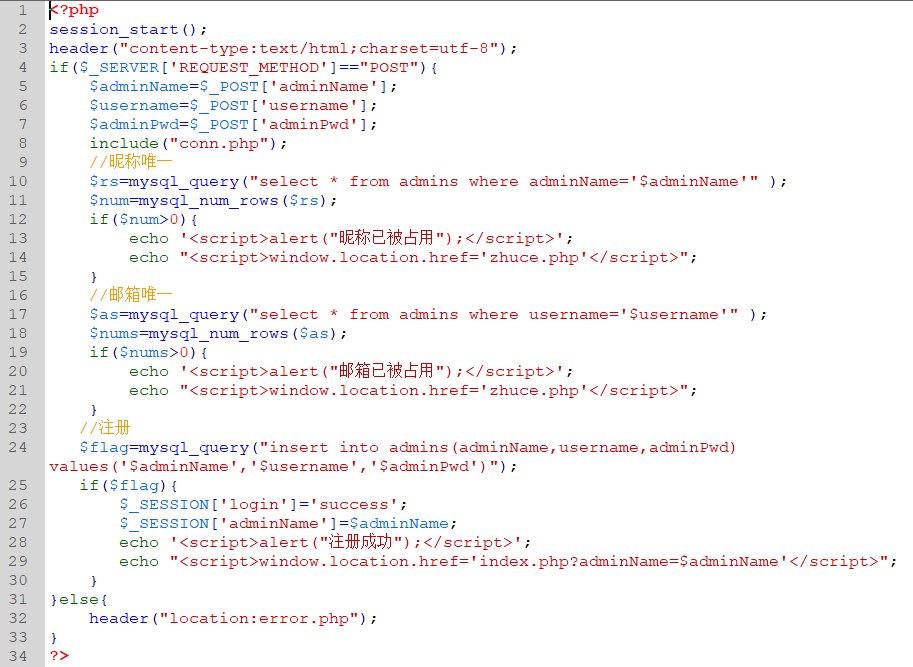 1 <?php
2 session_start();
3 header("content-type:text/html;charset=utf-8");
4 if($_SERVER['REQUEST_METHOD']=="POST"){
5     $adminName=$_POST['adminName'];
6     $username=$_POST['username'];
7     $adminPwd=$_POST['adminPwd'];
8     include("conn.php");
9     //昵称唯一
10     $rs=mysql_query("select * from admins where adminName='$adminName'" );
11     $num=mysql_num_rows($rs);
12     if($num>0){
13         echo '<script>alert("昵称已被占用");</script>';
14         echo "<script>window.location.href='zhuce.php'</script>";
15     }
16     //邮箱唯一
17     $as=mysql_query("select * from admins where username='$username'" );
18     $nums=mysql_num_rows($as);
19     if($nums>0){
20         echo '<script>alert("邮箱已被占用");</script>';
21         echo "<script>window.location.href='zhuce.php'</script>";
22     }
23    //注册
24    $flag=mysql_query("insert into admins(adminName,username,adminPwd)
values('$adminName','$username','$adminPwd')");
25    if($flag){
26        $_SESSION['login']='success';
27        $_SESSION['adminName']=$adminName;
28        echo '<script>alert("注册成功");</script>';
29        echo "<script>window.location.href='index.php?adminName=$adminName'</script>";
30     }
31 }else{
32     header("location:error.php");
33 }
34 ?>